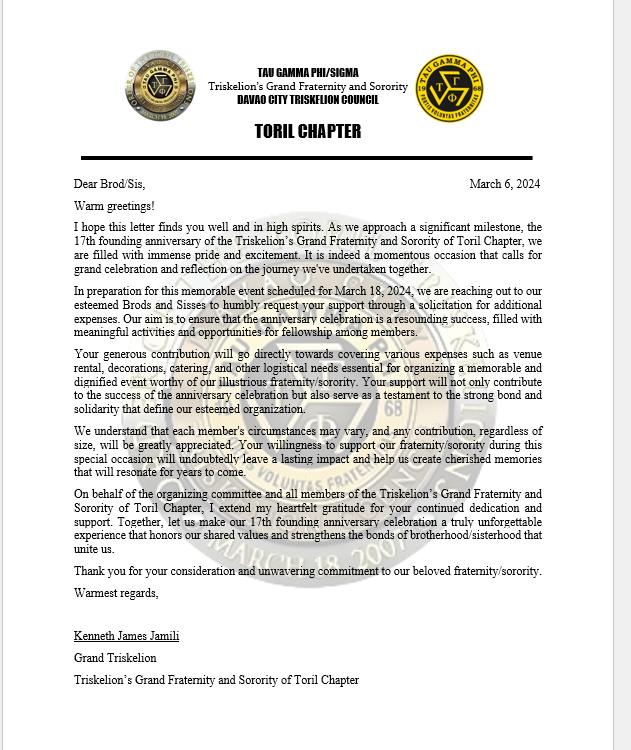 TAU GAMMA PHI/SIGMA
Triskelion's Grand Fraternity and Sorority
DAVAO CITY TRISKELION COUNCIL
TORIL CHAPTER
TAU GAMMA PHI
19 68
FORTIS VOLUNTAS FRATERNITAS
Dear Brod/Sis, March 6, 2024
Warm greetings!
I hope this letter finds you well and in high spirits. As we approach a significant milestone, the
17th founding anniversary of the Triskelion's Grand Fraternity and Sorority of Toril Chapter, we
are filled with immense pride and excitement. It is indeed a momentous occasion that calls for
grand celebration and reflection on the journey we've undertaken together.
In preparation for this memorable event scheduled for March 18, 2024, we are reaching out to our
esteemed Brods and Sisses to humbly request your support through a solicitation for additional
expenses. Our aim is to ensure that the anniversary celebration is a resounding success, filled with
meaningful activities and opportunities for fellowship among members.
Your generous contribution will go directly towards covering various expenses such as venue
rental, decorations, catering, and other logistical needs essential for organizing a memorable and
dignified event worthy of our illustrious fraternity/sorority. Your support will not only contribute
to the success of the anniversary celebration but also serve as a testament to the strong bond and
solidarity that define our esteemed organization.
We understand that each member's circumstances may vary, and any contribution, regardless of
size, will be greatly appreciated. Your willingness to support our fraternity/sorority during this
special occasion will undoubtedly leave a lasting impact and help us create cherished memories
that will resonate for years to come.
On behalf of the organizing committee and all members of the Triskelion's Grand Fraternity and
Sorority of Toril Chapter, I extend my heartfelt gratitude for your continued dedication and
support. Together, let us make our 17th founding anniversary celebration a truly unforgettable
experience that honors our shared values and strengthens the bonds of brotherhood/sisterhood that
unite us.
Thank you for your consideration and unwavering commitment to our beloved fraternity/sorority.
Warmest regards,
Kenneth James Jamili
Grand Triskelion
Triskelion's Grand Fraternity and Sorority of Toril Chapter
68
MARCH 18, 2007